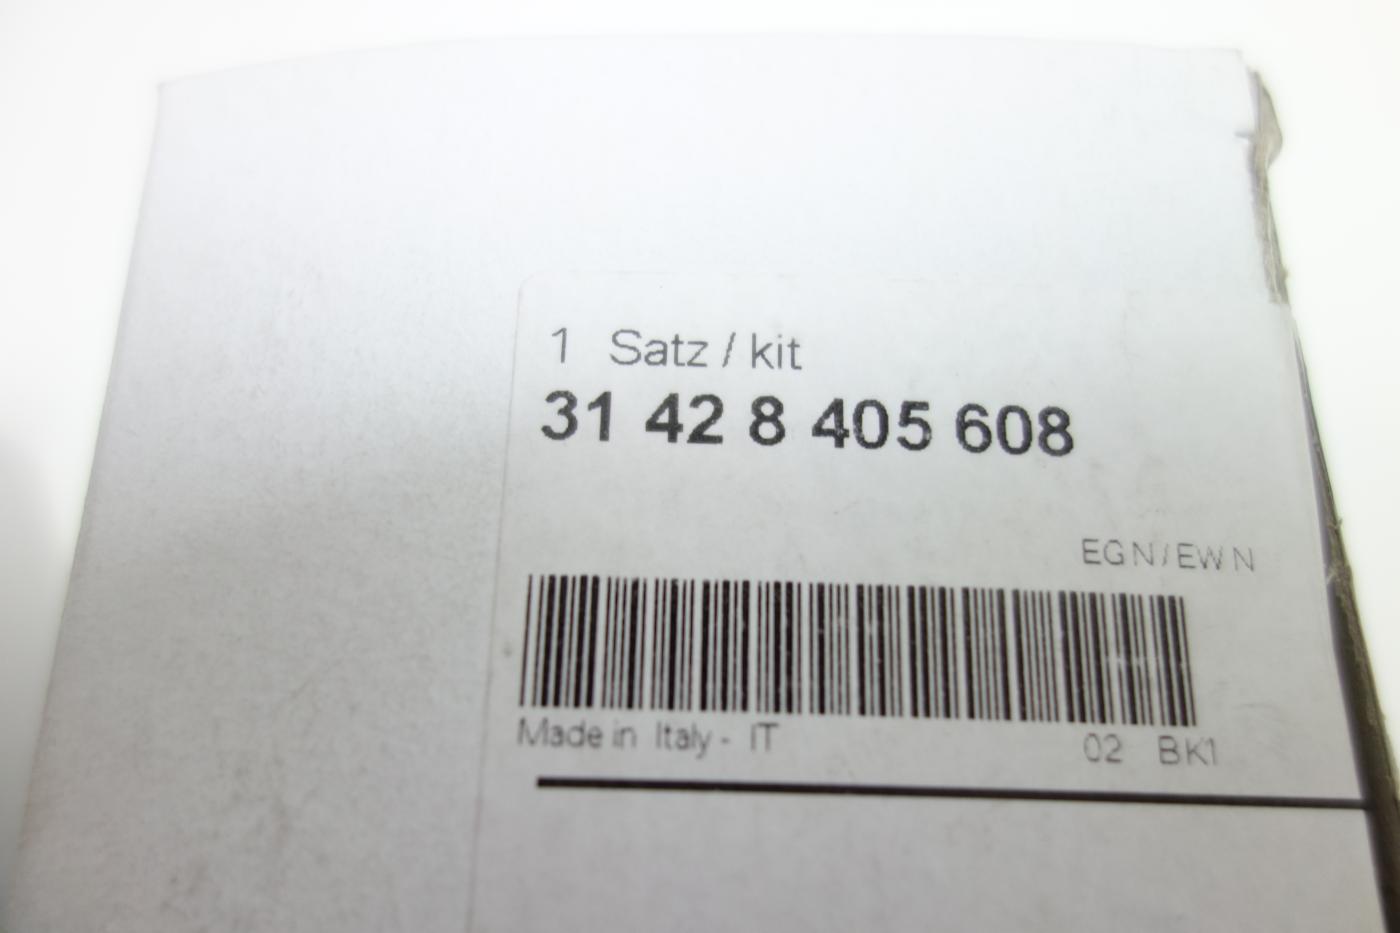 1 Satz / kit
31 42 8 405 608
EGN/EWN
Made in Italy - IT 02 BK1